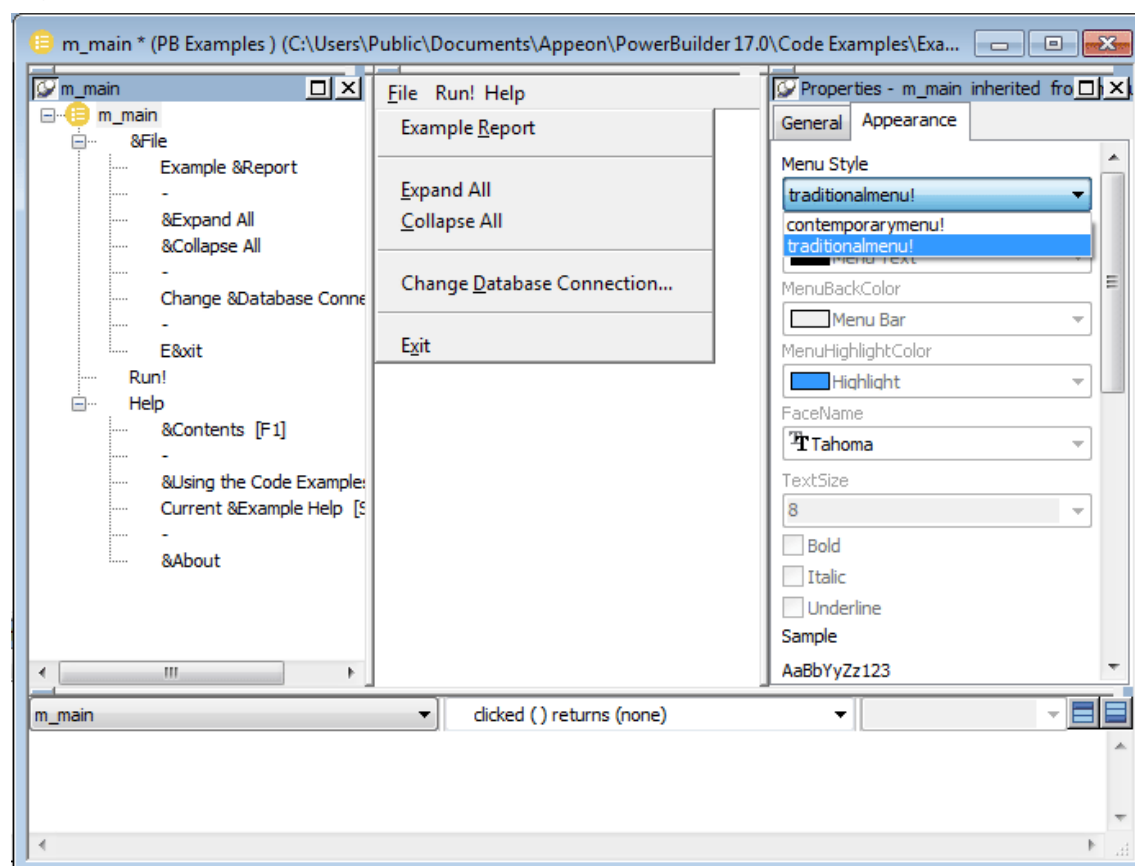 m_main * (PB Examples ) (C:\Users\Public\Documents\Appeon\PowerBuilder 17.0\Code Examples\Exa...
m_main
m_main
&File
Example &Report
-
&Expand All
&Collapse All
-
Change &Database Conne
-
E&xit
Run!
Help
&Contents [F1]
-
&Using the Code Examples
Current &Example Help [S
-
&About
File Run! Help
Example Report
Expand All
Collapse All
Change Database Connection...
Exit
Properties - m_main inherited fro
General Appearance
Menu Style
traditionalmenu!
contemporarymenu!
traditionalmenu!
Menu Text
MenuBackColor
Menu Bar
MenuHighlightColor
Highlight
FaceName
Tahoma
TextSize
8
Bold
Italic
Underline
Sample
AaBbYyZz123
m_main
clicked ( ) returns (none)